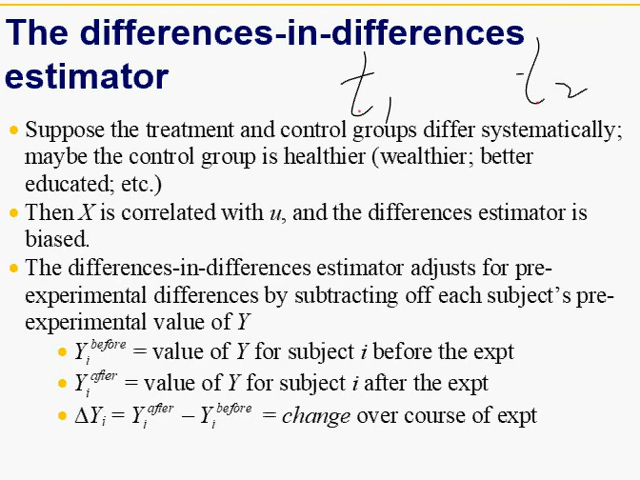 The differences-in-differences
estimator
t1
t2
• Suppose the treatment and control groups differ systematically;
maybe the control group is healthier (wealthier; better
educated; etc.)
• Then X is correlated with u, and the differences estimator is
biased.
• The differences-in-differences estimator adjusts for pre-
experimental differences by subtracting off each subject's pre-
experimental value of Y
• Y_i^before = value of Y for subject i before the expt
• Y_i^after = value of Y for subject i after the expt
• ΔY_i = Y_i^after – Y_i^before = change over course of expt